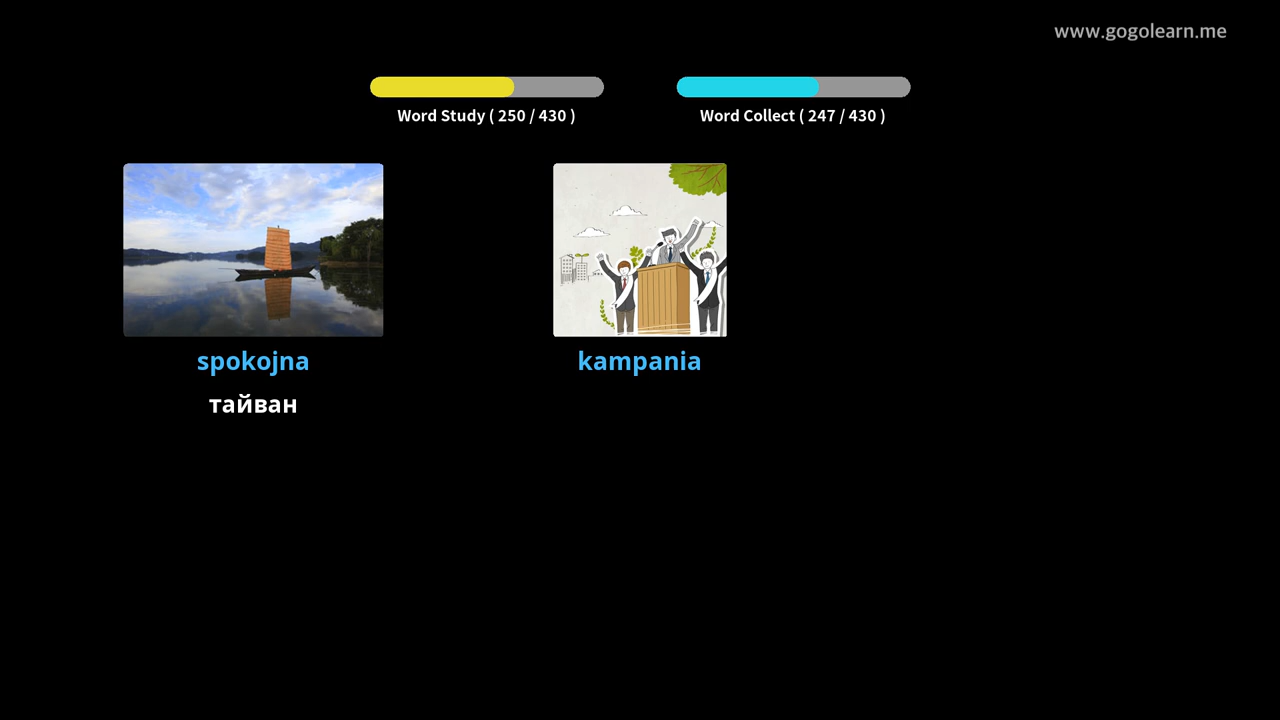 www.gogolearn.me
Word Study ( 250 / 430 )
Word Collect ( 247 / 430 )
spokojna
kampania
тайван